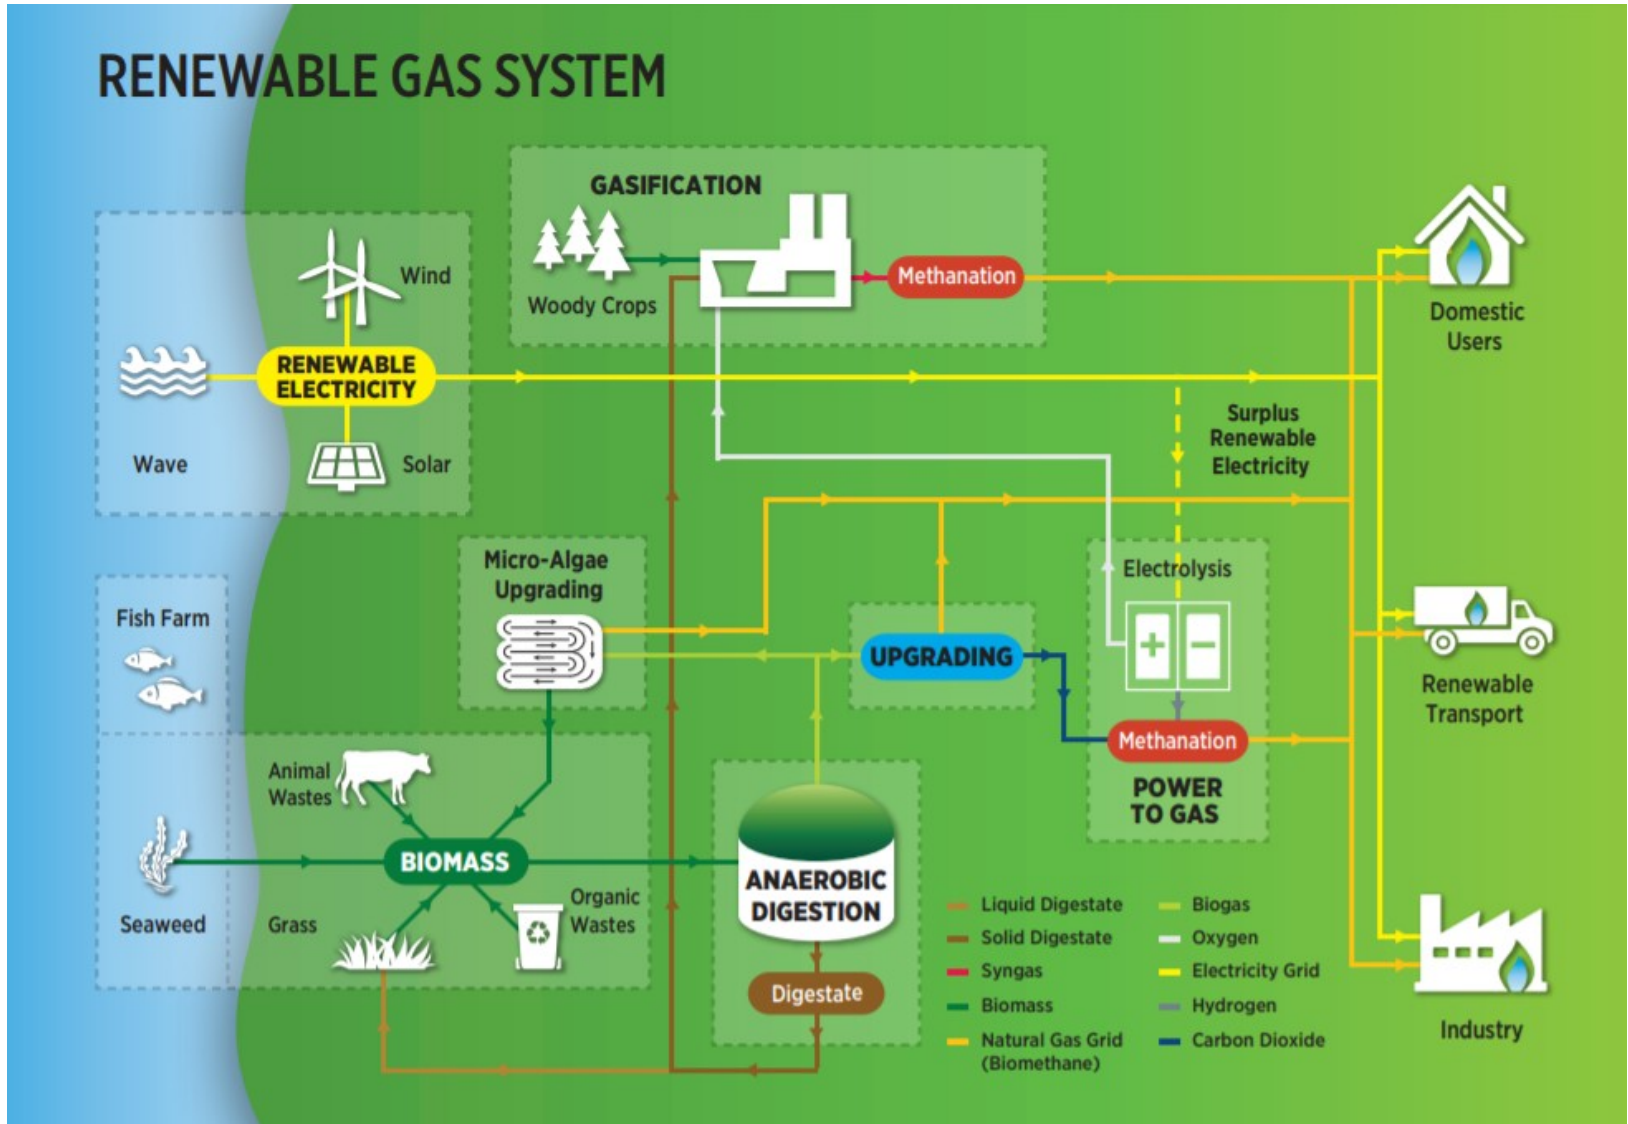 RENEWABLE GAS SYSTEM
GASIFICATION
Woody Crops
Methanation
Wind
RENEWABLE
ELECTRICITY
Wave
Solar
Domestic
Users
Surplus
Renewable
Electricity
Micro-Algae
Upgrading
Electrolysis
+
−
Fish Farm
UPGRADING
Methanation
POWER
TO GAS
Renewable
Transport
Animal
Wastes
BIOMASS
Seaweed
Grass
Organic
Wastes
ANAEROBIC
DIGESTION
Digestate
Liquid Digestate
Solid Digestate
Syngas
Biomass
Natural Gas Grid
(Biomethane)
Biogas
Oxygen
Electricity Grid
Hydrogen
Carbon Dioxide
Industry